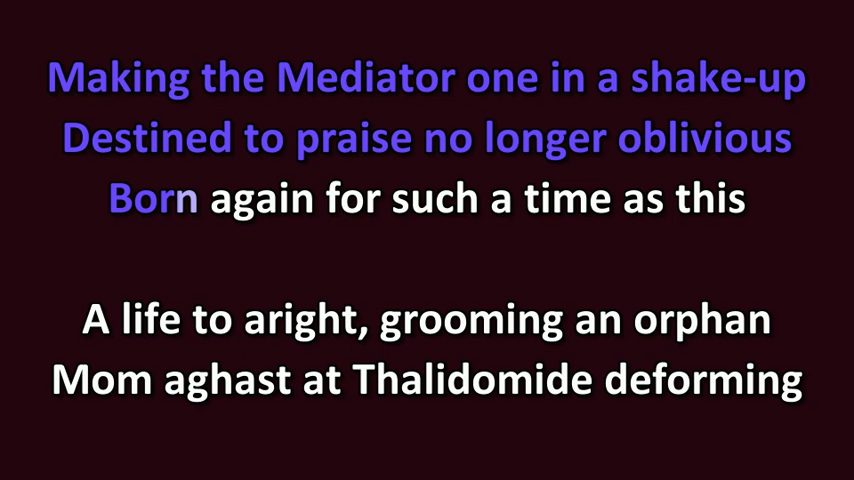 Making the Mediator one in a shake-up
Destined to praise no longer oblivious
Born again for such a time as this
A life to aright, grooming an orphan
Mom aghast at Thalidomide deforming